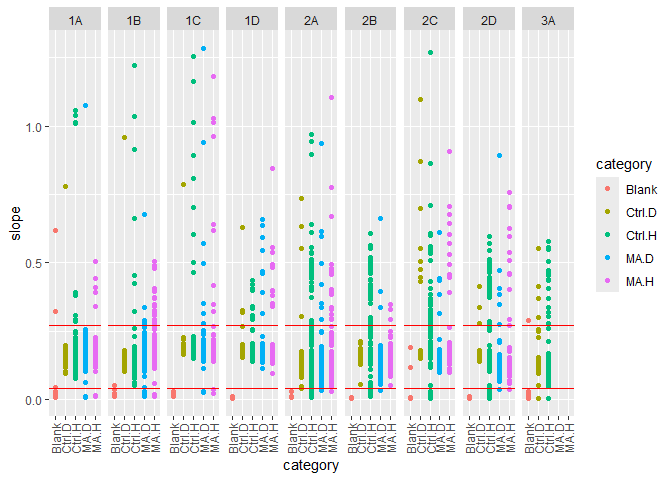 1A 1B 1C 1D 2A 2B 2C 2D 3A
slope
1.0
0.5
0.0
Blank Ctrl.D Ctrl.H MA.D MA.H Blank Ctrl.D Ctrl.H MA.D MA.H Blank Ctrl.D Ctrl.H MA.D MA.H Blank Ctrl.D Ctrl.H MA.D MA.H Blank Ctrl.D Ctrl.H MA.D MA.H Blank Ctrl.D Ctrl.H MA.D MA.H Blank Ctrl.D Ctrl.H MA.D MA.H Blank Ctrl.D Ctrl.H MA.D MA.H Blank Ctrl.D Ctrl.H MA.D MA.H
category
category
Blank
Ctrl.D
Ctrl.H
MA.D
MA.H